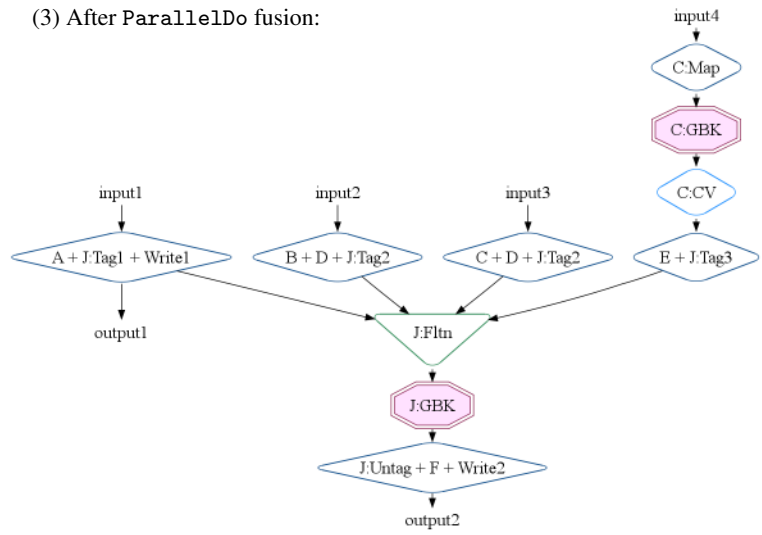 (3) After ParallelDo fusion:
input4
C:Map
C:GBK
input1
input2
input3
C:CV
A + J:Tag1 + Write1
B + D + J:Tag2
C + D + J:Tag2
E + J:Tag3
output1
J:Fltn
J:GBK
J:Untag + F + Write2
output2